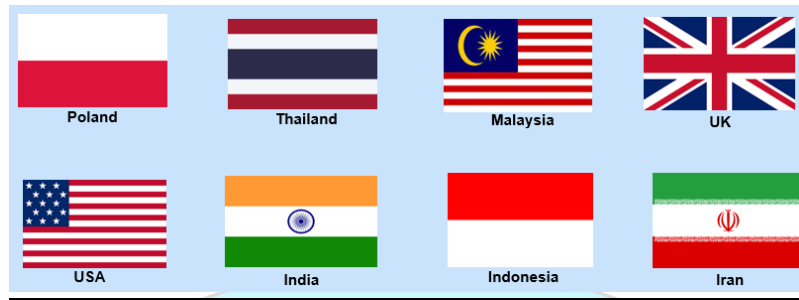 Poland
Thailand
Malaysia
UK
USA
India
Indonesia
Iran